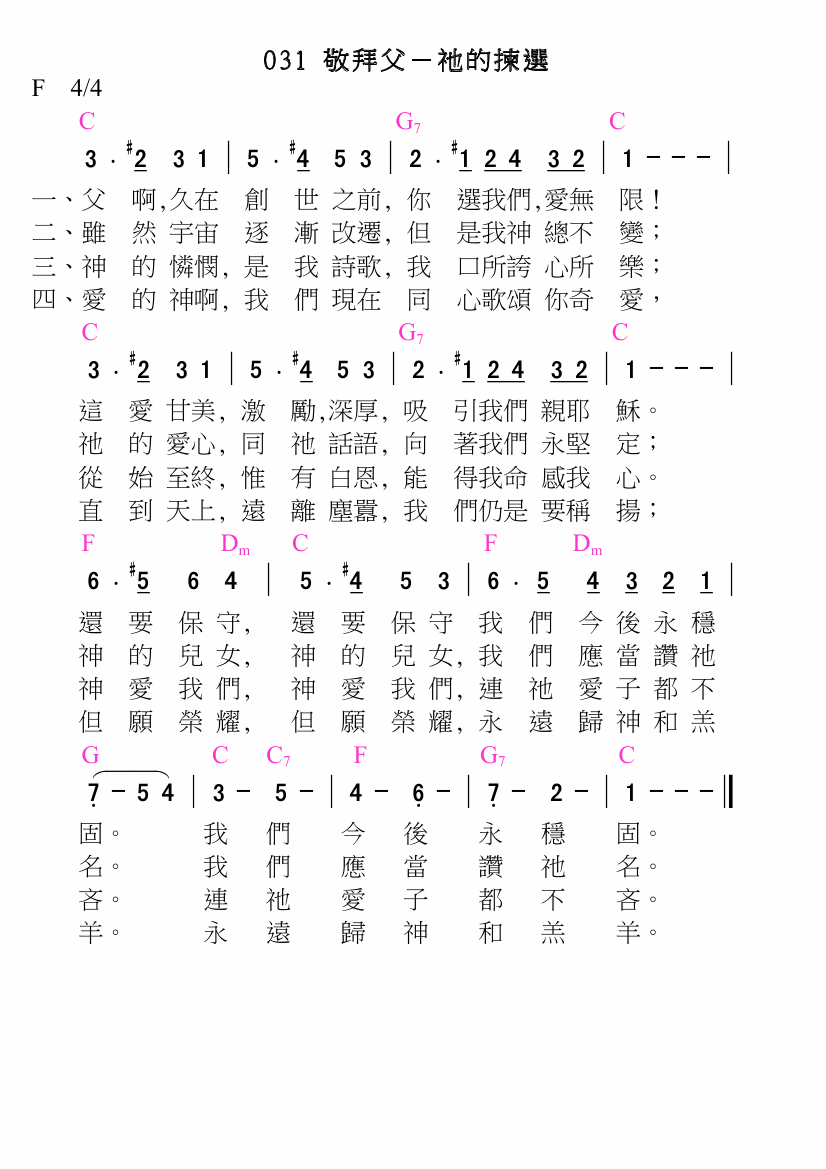 031 敬拜父－祂的揀選
F 4/4
C G7 C
3 · #2 3 1 | 5 · #4 5 3 | 2 · #1 2 4 3 2 | 1 － － － |
一、父 啊,久在 創 世 之前, 你 選我們,愛無 限！
二、雖 然 宇宙 逐 漸 改遷, 但 是我神 總不 變；
三、神 的 憐憫, 是 我 詩歌, 我 口所誇 心所 樂；
四、愛 的 神啊, 我 們 現在 同 心歌頌 你奇 愛，
C G7 C
3 · #2 3 1 | 5 · #4 5 3 | 2 · #1 2 4 3 2 | 1 － － － |
這 愛 甘美, 激 勵,深厚, 吸 引我們 親耶 穌。
祂 的 愛心, 同 祂 話語, 向 著我們 永堅 定；
從 始 至終, 惟 有 白恩, 能 得我命 感我 心。
直 到 天上, 遠 離 塵囂, 我 們仍是 要稱 揚；
F Dm C F Dm
6 · #5 6 4 | 5 · #4 5 3 | 6 · 5 4 3 2 1 |
還 要 保 守, 還 要 保 守 我 們 今 後 永 穩
神 的 兒 女, 神 的 兒 女, 我 們 應 當 讚 祂
神 愛 我 們, 神 愛 我 們, 連 祂 愛 子 都 不
但 願 榮 耀, 但 願 榮 耀, 永 遠 歸 神 和 羔
G C C7 F G7 C
7̣ － 5 4 | 3 － 5 － | 4 － 6̣ － | 7̣ － 2 － | 1 － － － ‖
固。 我 們 今 後 永 穩 固。
名。 我 們 應 當 讚 祂 名。
吝。 連 祂 愛 子 都 不 吝。
羊。 永 遠 歸 神 和 羔 羊。